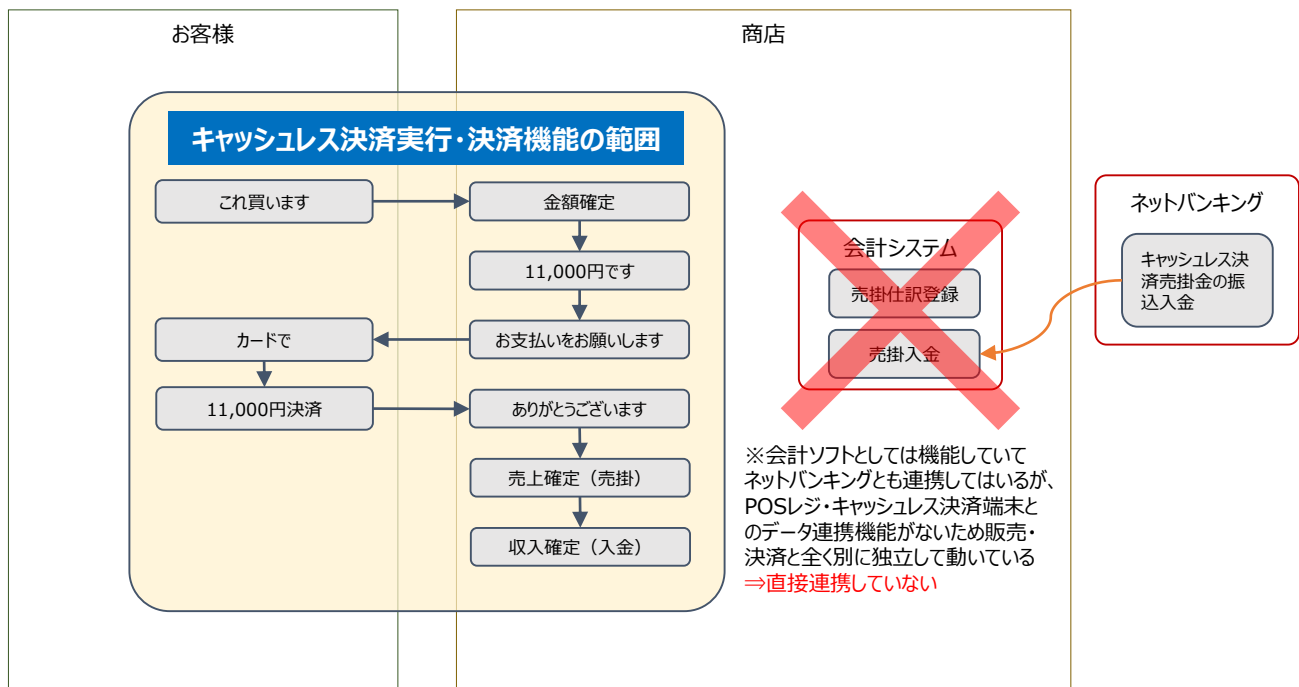 お客様
商店
キャッシュレス決済実行・決済機能の範囲
これ買います
金額確定
11,000円です
お支払いをお願いします
カードで
11,000円決済
ありがとうございます
売上確定（売掛）
収入確定（入金）
会計システム
売掛仕訳登録
売掛入金
ネットバンキング
キャッシュレス決
済売掛金の振
込入金
※会計ソフトとしては機能していて
ネットバンキングとも連携してはいるが、
POSレジ・キャッシュレス決済端末と
のデータ連携機能がないため販売・
決済と全く別に独立して動いている
⇒直接連携していない